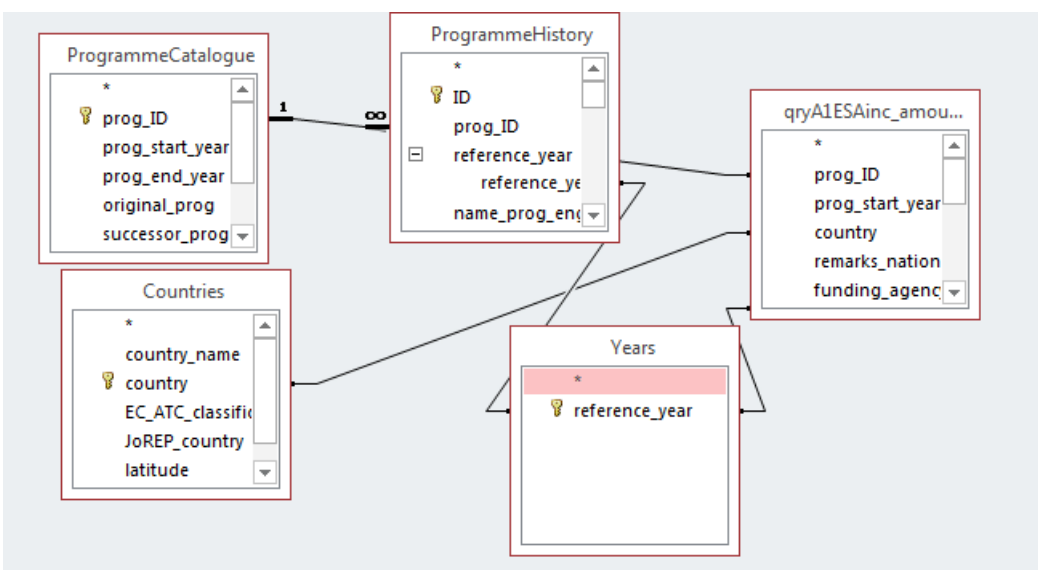 ProgrammeCatalogue
*
prog_ID
prog_start_year
prog_end_year
original_prog
successor_prog
1
∞
ProgrammeHistory
*
ID
prog_ID
reference_year
reference_ye
name_prog_eng
qryA1ESAinc_amou...
*
prog_ID
prog_start_year
country
remarks_nation
funding_agenc
Countries
*
country_name
country
EC_ATC_classific
JoREP_country
latitude
Years
*
reference_year